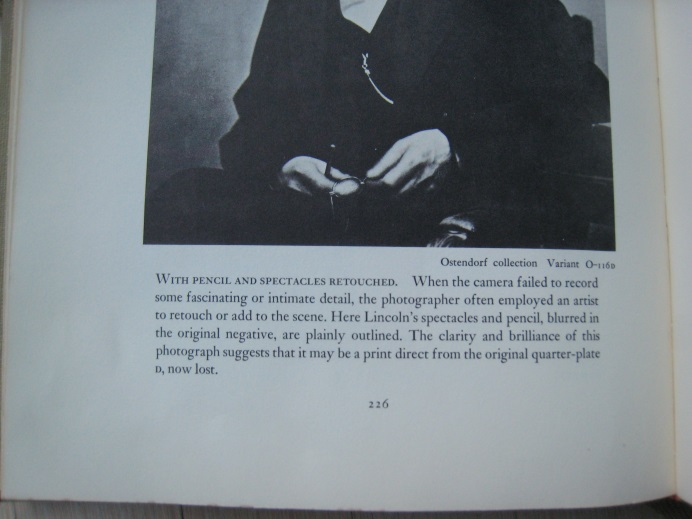 Ostendorf collection Variant O-116D
WITH PENCIL AND SPECTACLES RETOUCHED. When the camera failed to record
some fascinating or intimate detail, the photographer often employed an artist
to retouch or add to the scene. Here Lincoln's spectacles and pencil, blurred in
the original negative, are plainly outlined. The clarity and brilliance of this
photograph suggests that it may be a print direct from the original quarter-plate
D, now lost.
226